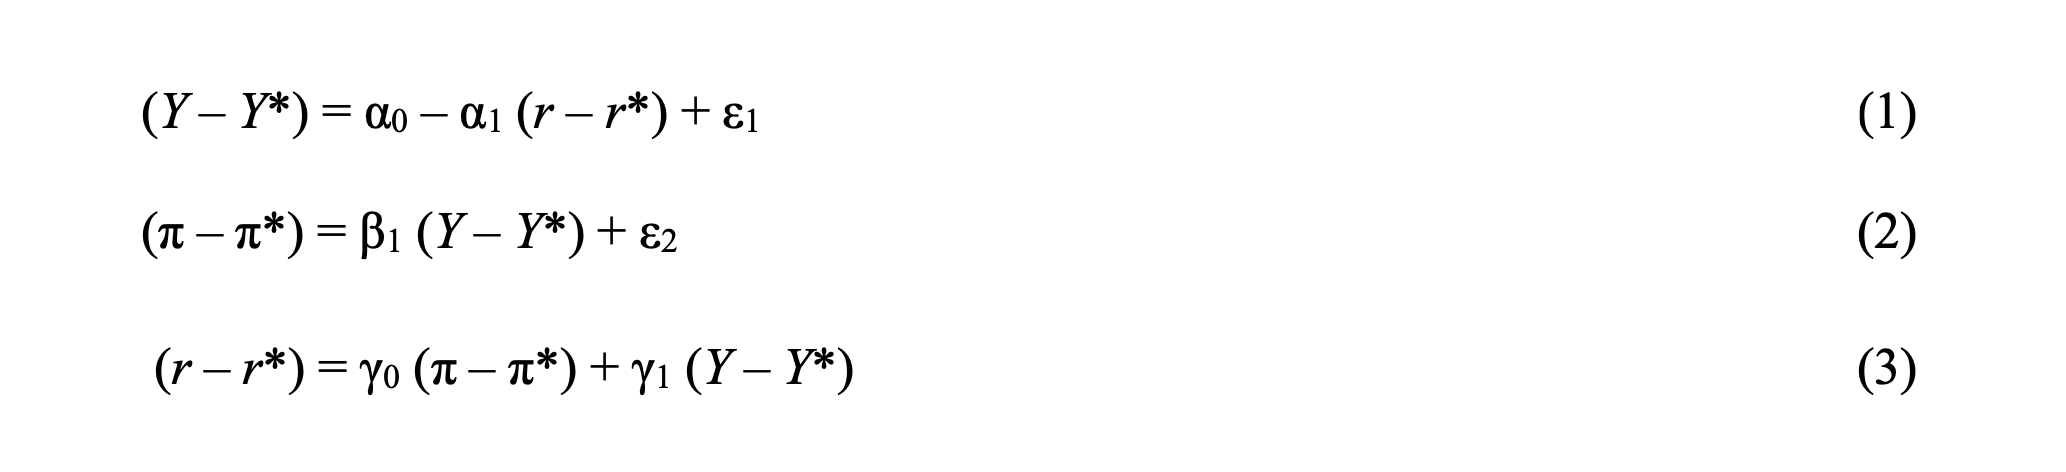 (Y – Y*) = α₀ – α₁ (r – r*) + ε₁ (1)
(π – π*) = β₁ (Y – Y*) + ε₂ (2)
(r – r*) = γ₀ (π – π*) + γ₁ (Y – Y*) (3)